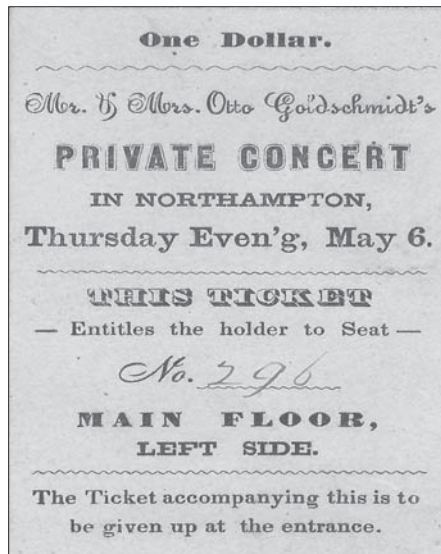 One Dollar.
Mr. & Mrs. Otto Goldschmidt's
PRIVATE CONCERT
IN NORTHAMPTON,
Thursday Even'g, May 6.
THIS TICKET
— Entitles the holder to Seat —
No. 296
MAIN FLOOR,
LEFT SIDE.
The Ticket accompanying this is to
be given up at the entrance.